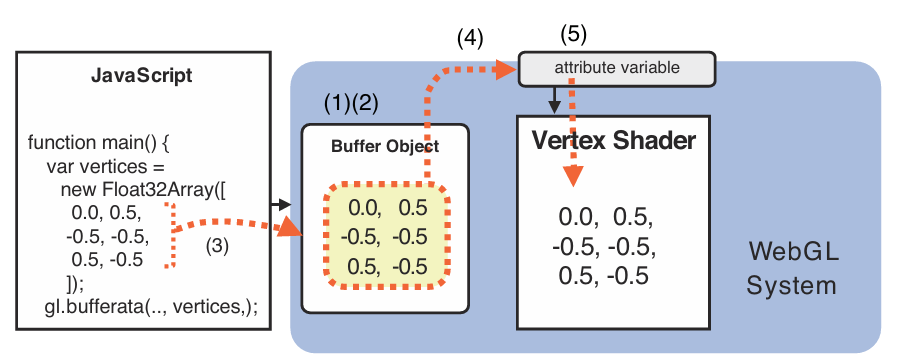 JavaScript
function main() {
var vertices =
new Float32Array([
0.0, 0.5,
-0.5, -0.5,
0.5, -0.5
]);
gl.bufferata(.., vertices,);
(3)
(1)(2)
Buffer Object
0.0, 0.5
-0.5, -0.5
0.5, -0.5
(4)
(5)
attribute variable
Vertex Shader
0.0, 0.5,
-0.5, -0.5,
0.5, -0.5
WebGL
System